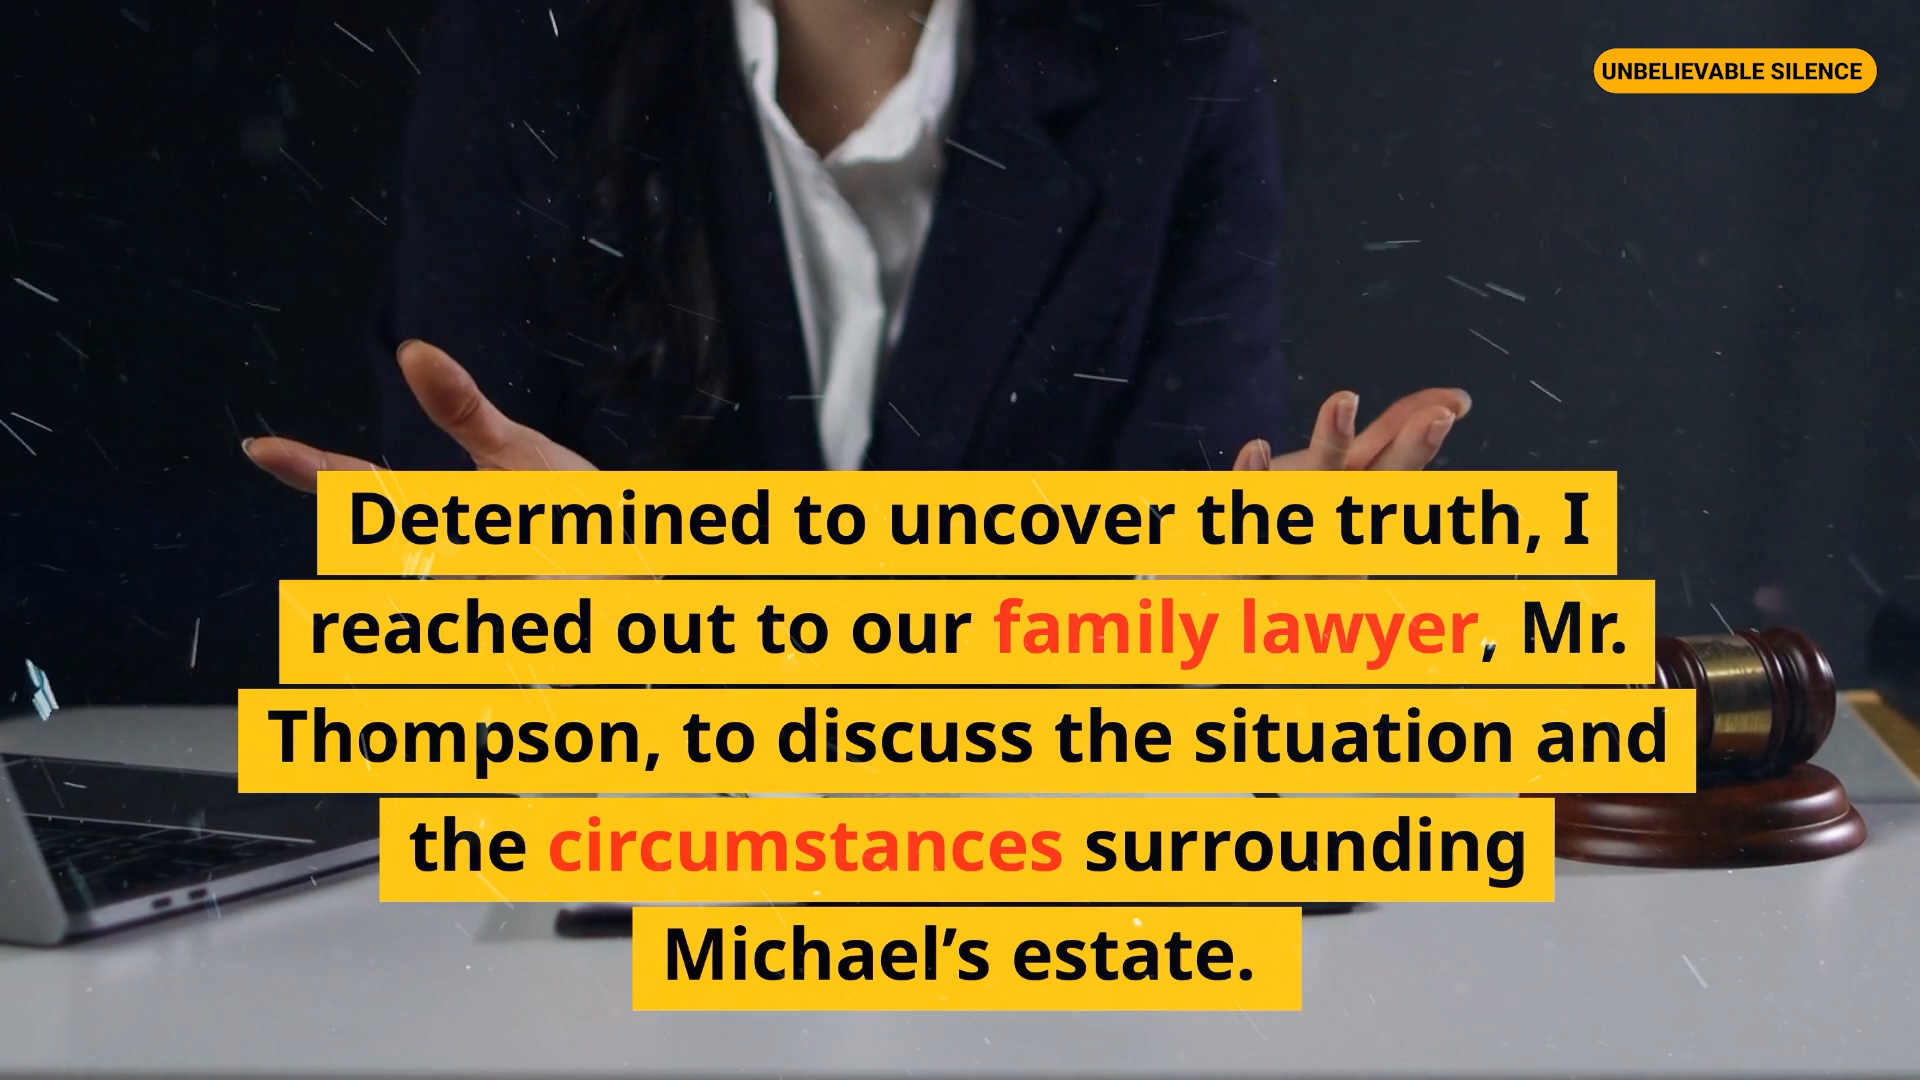 UNBELIEVABLE SILENCE
Determined to uncover the truth, I
reached out to our family lawyer, Mr.
Thompson, to discuss the situation and
the circumstances surrounding
Michael’s estate.